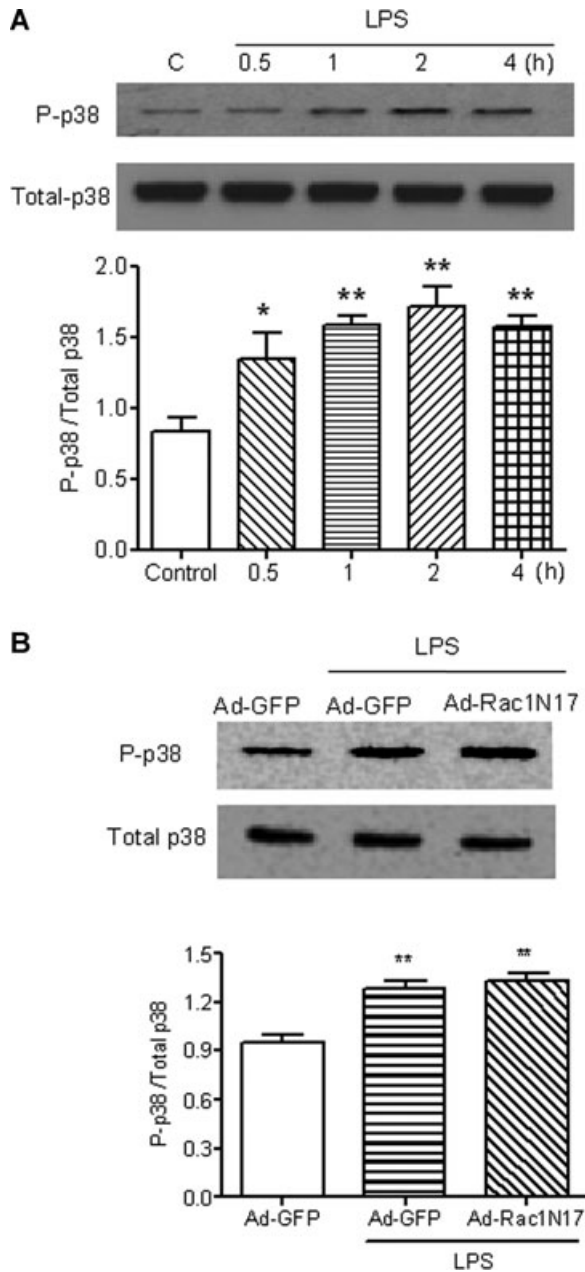 A
LPS
C 0.5 1 2 4 (h)
P-p38
Total-p38
P-p38 /Total p38
2.0
1.5
1.0
0.5
0.0
* ** ** **
Control 0.5 1 2 4 (h)
B
LPS
Ad-GFP Ad-GFP Ad-Rac1N17
P-p38
Total p38
P-p38 /Total p38
1.5
1.2
0.9
0.6
0.3
0.0
** **
Ad-GFP Ad-GFP Ad-Rac1N17
LPS